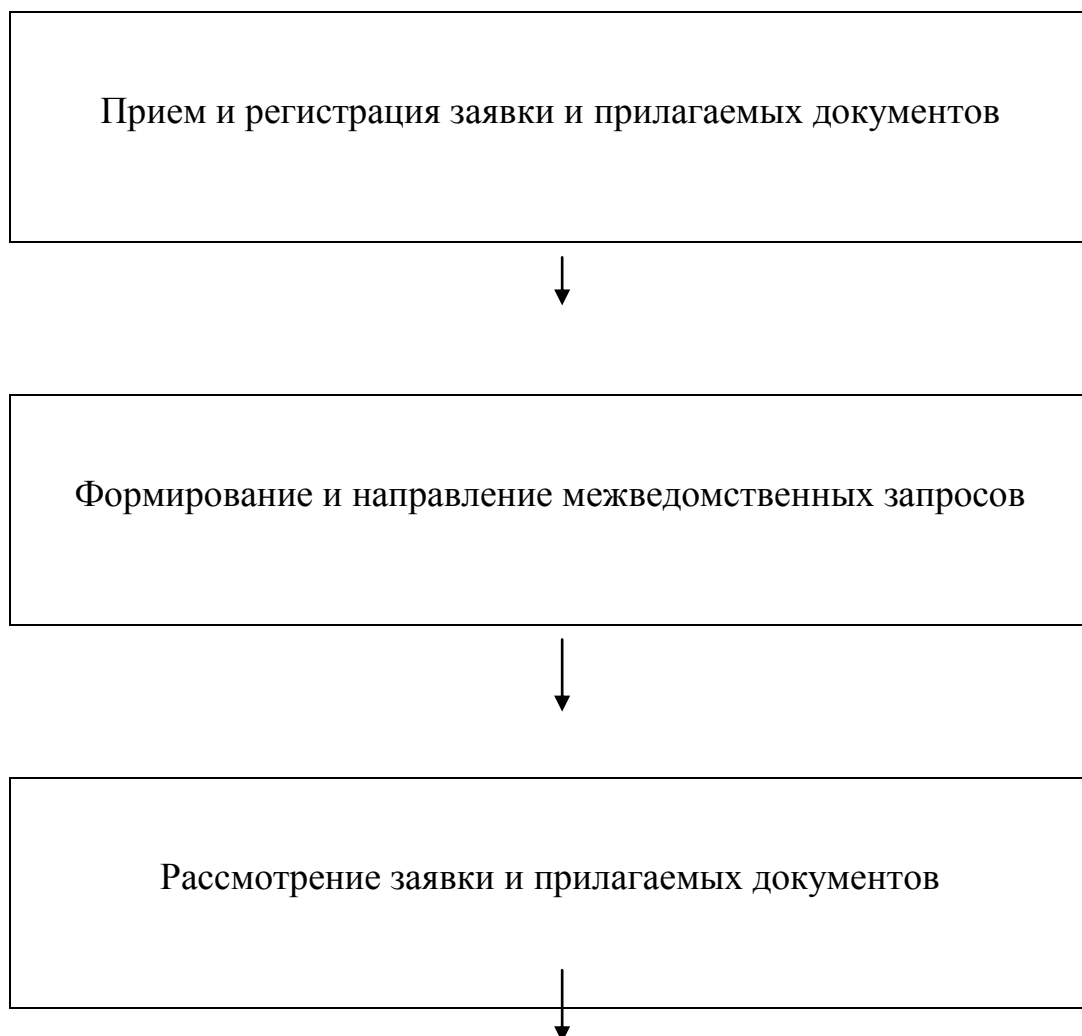 Прием и регистрация заявки и прилагаемых документов
Формирование и направление межведомственных запросов
Рассмотрение заявки и прилагаемых документов